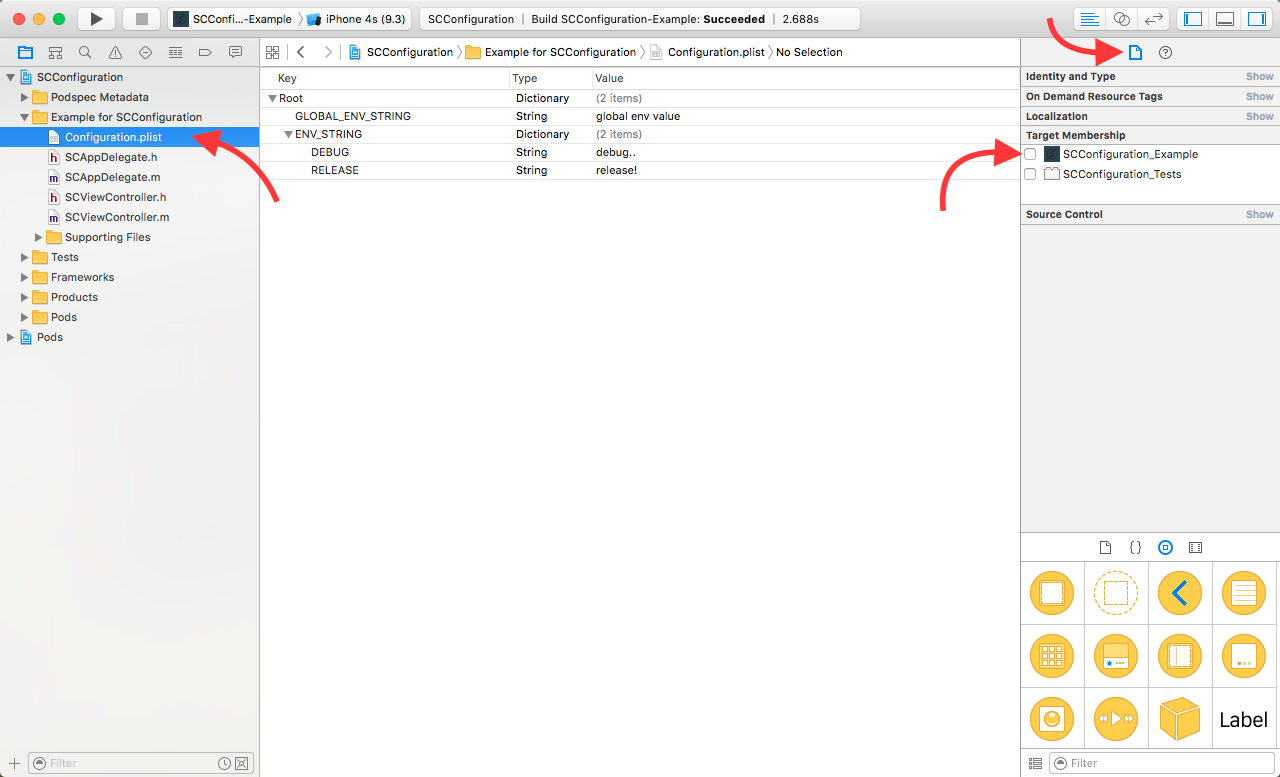 SCConfi...-Example
iPhone 4s (9.3)
SCConfiguration | Build SCConfiguration-Example: Succeeded | 2.688s
SCConfiguration
Example for SCConfiguration
Configuration.plist
No Selection
SCConfiguration
Podspec Metadata
Example for SCConfiguration
Configuration.plist
SCAppDelegate.h
SCAppDelegate.m
SCViewController.h
SCViewController.m
Supporting Files
Tests
Frameworks
Products
Pods
Pods
Filter
Key Type Value
Root Dictionary (2 items)
GLOBAL_ENV_STRING String global env value
ENV_STRING Dictionary (2 items)
DEBUG String debug..
RELEASE String release!
Identity and Type Show
On Demand Resource Tags Show
Localization Show
Target Membership
SCConfiguration_Example
SCConfiguration_Tests
Source Control Show
Label
Filter